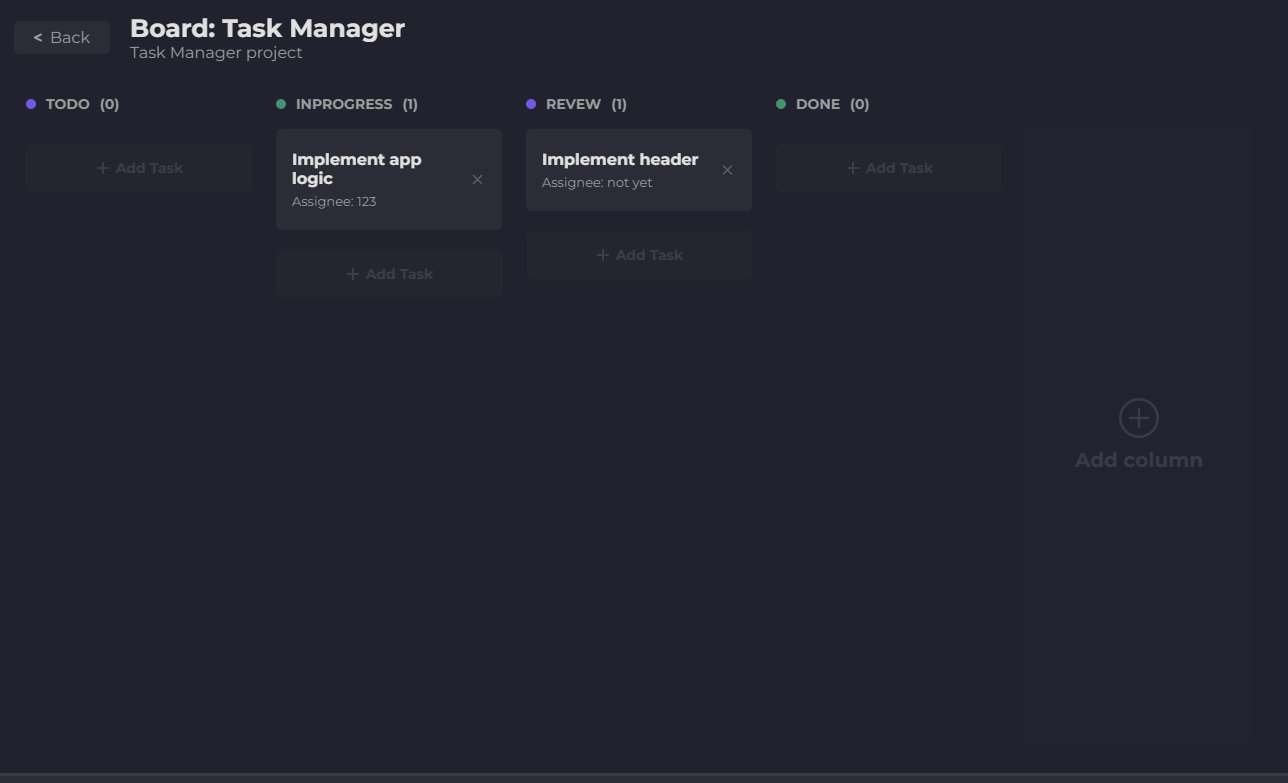 < Back
Board: Task Manager
Task Manager project
TODO (0)
+ Add Task
INPROGRESS (1)
Implement app
logic
Assignee: 123
×
+ Add Task
REVEW (1)
Implement header
Assignee: not yet
×
+ Add Task
DONE (0)
+ Add Task
Add column